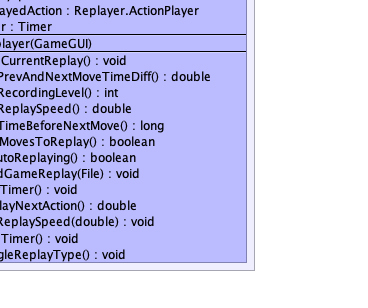 ayedAction : Replayer.ActionPlayer
r : Timer
player(GameGUI)
CurrentReplay() : void
PrevAndNextMoveTimeDiff() : double
RecordingLevel() : int
ReplaySpeed() : double
TimeBeforeNextMove() : long
MovesToReplay() : boolean
utoReplaying() : boolean
dGameReplay(File) : void
Timer() : void
layNextAction() : double
ReplaySpeed(double) : void
Timer() : void
gleReplayType() : void